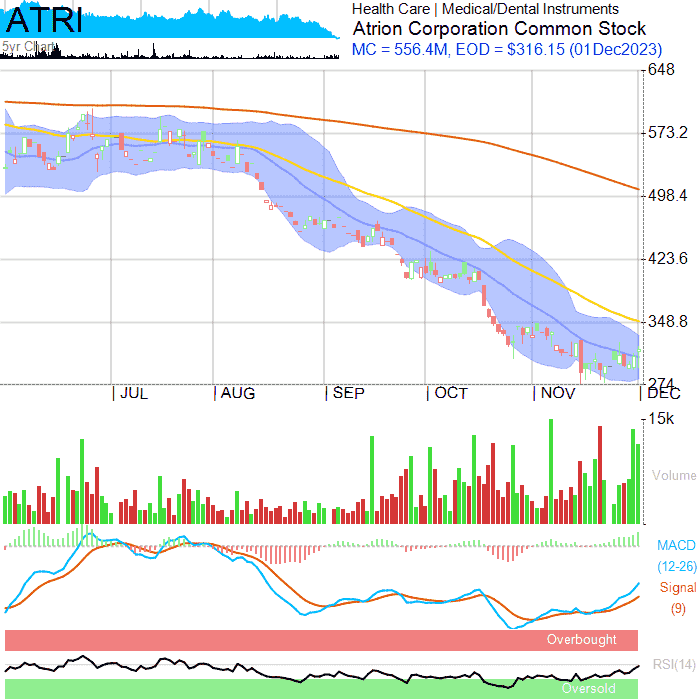 ATRI
5yr Chart
Health Care | Medical/Dental Instruments
Atrion Corporation Common Stock
MC = 556.4M, EOD = $316.15 (01Dec2023)
648
573.2
498.4
423.6
348.8
274
JUL AUG SEP OCT NOV DEC
15k
Volume
MACD
(12-26)
Signal
(9)
Overbought
RSI(14)
Oversold